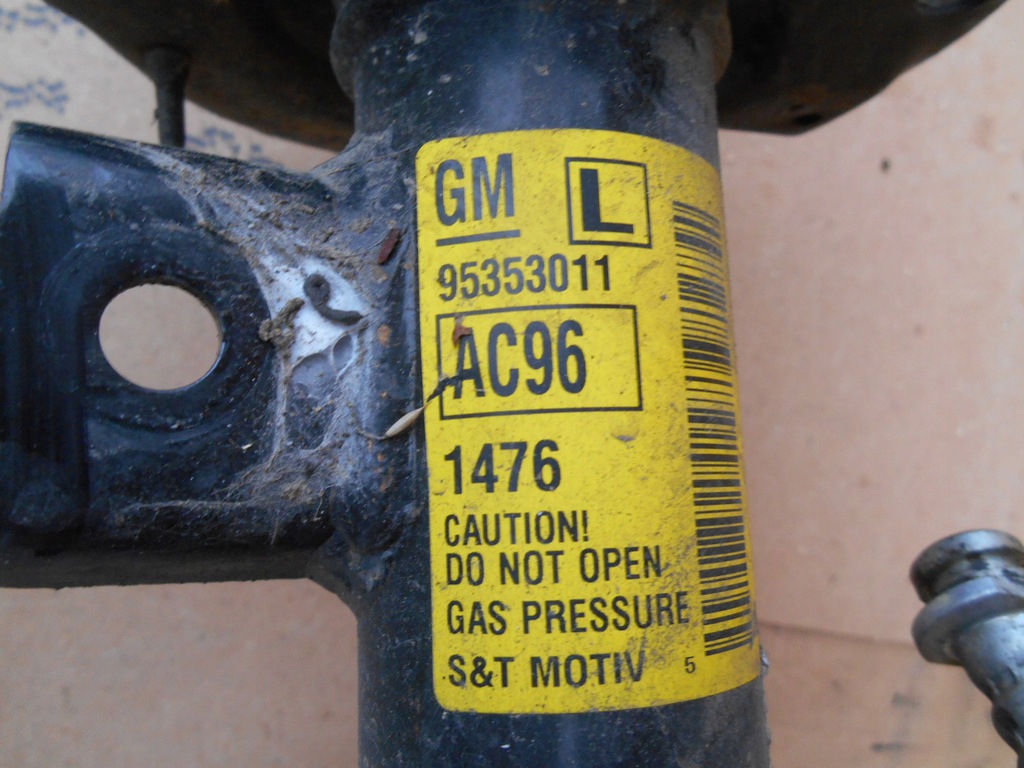 GM L
95353011
AC96
1476
CAUTION!
DO NOT OPEN
GAS PRESSURE
S&T MOTIV 5